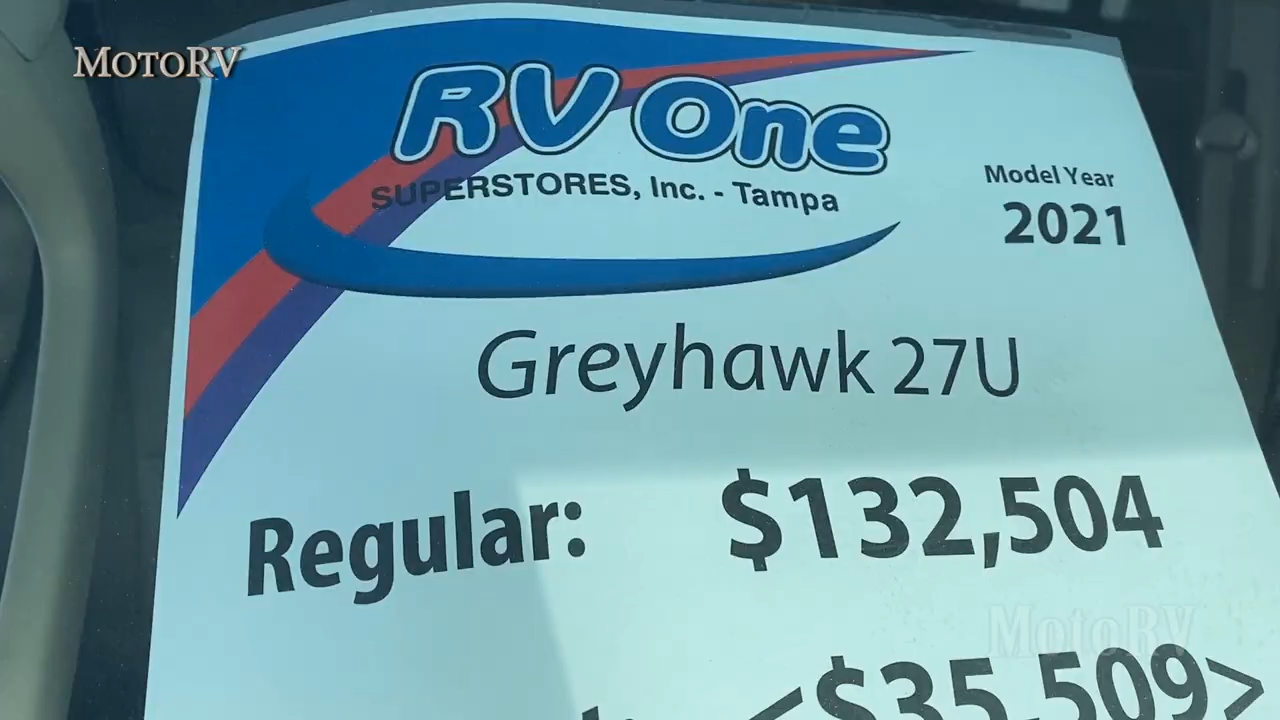 MOTORV
RV One
SUPERSTORES, Inc. - Tampa
Model Year
2021
Greyhawk 27U
Regular: $132,504
MotoRV
<$35,509>